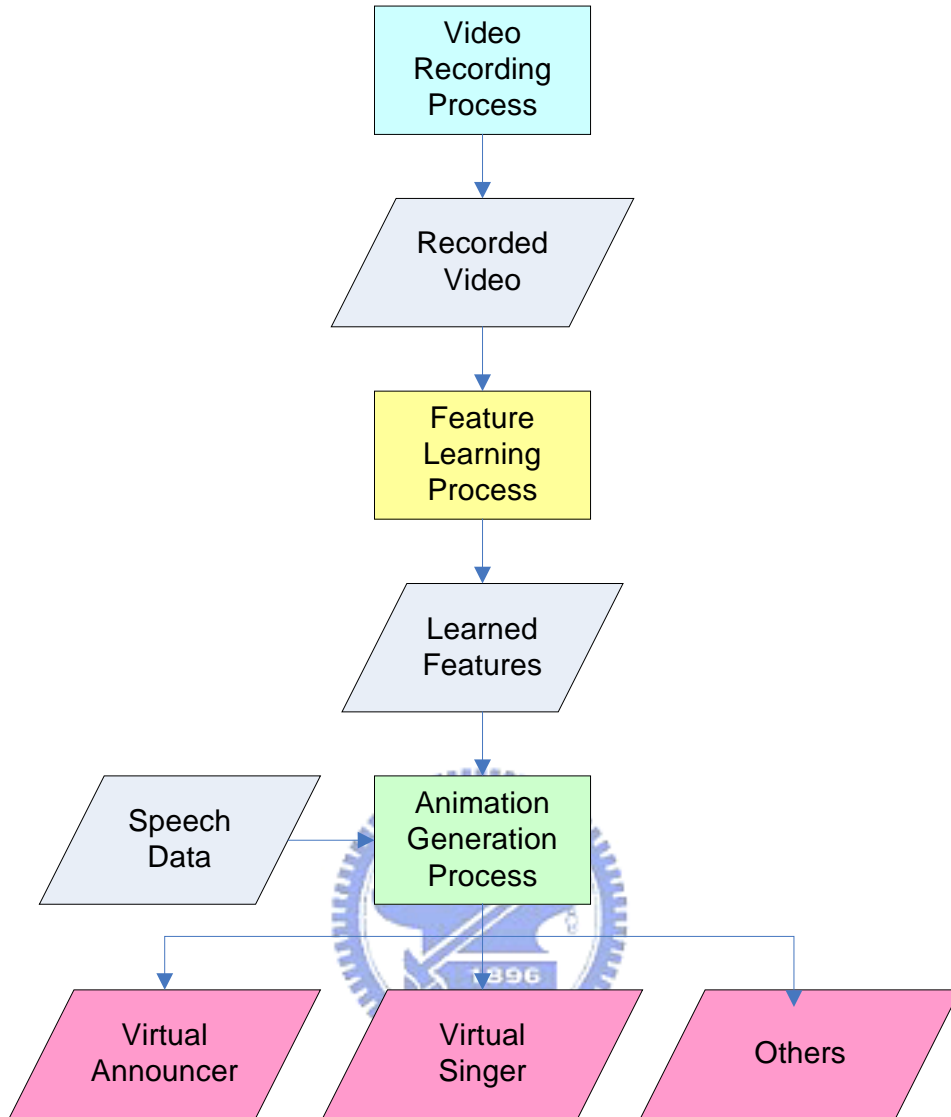 Video
Recording
Process
Recorded
Video
Feature
Learning
Process
Learned
Features
Speech
Data
Animation
Generation
Process
1896
Virtual
Announcer
Virtual
Singer
Others